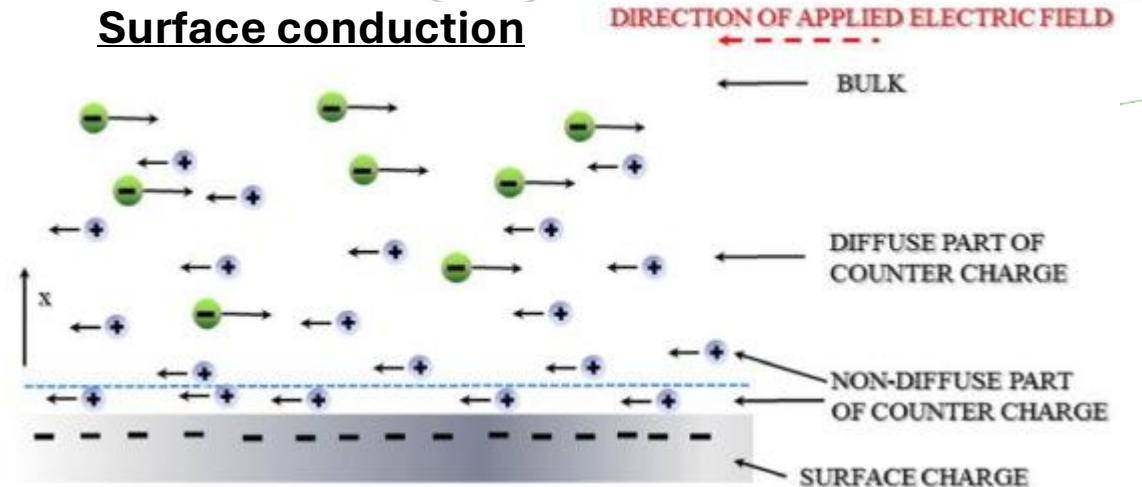 Surface conduction
DIRECTION OF APPLIED ELECTRIC FIELD
BULK
DIFFUSE PART OF
COUNTER CHARGE
x
NON-DIFFUSE PART
OF COUNTER CHARGE
SURFACE CHARGE